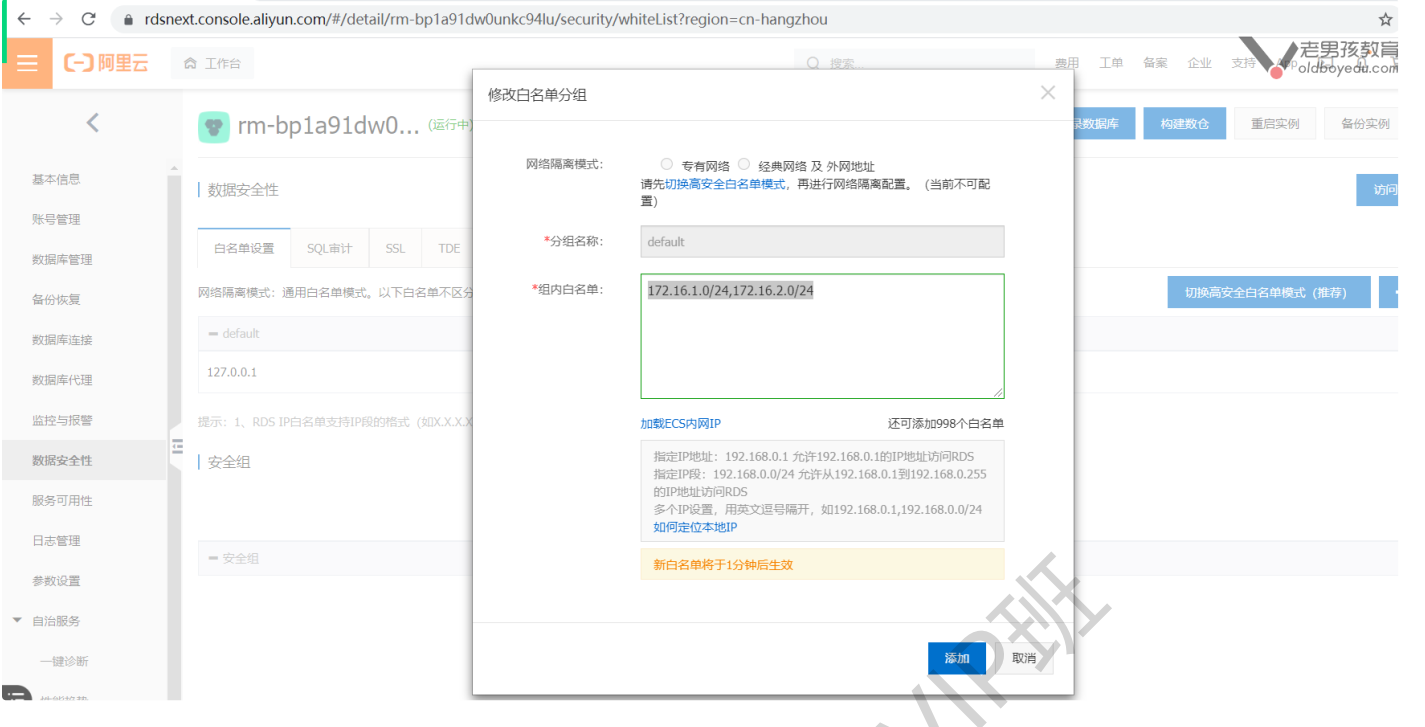 rdsnext.console.aliyun.com/#/detail/rm-bp1a91dw0unkc94lu/security/whiteList?region=cn-hangzhou
阿里云
工作台
搜索...
费用 工单 备案 企业 支持 App
老男孩教育
oldboyedu.com
rm-bp1a91dw0... (运行中)
录数据库
构建数仓
重启实例
备份实例
基本信息
账号管理
数据库管理
备份恢复
数据库连接
数据库代理
监控与报警
数据安全性
服务可用性
日志管理
参数设置
自治服务
一键诊断
数据安全性
访问
白名单设置 SQL审计 SSL TDE
网络隔离模式：通用白名单模式。以下白名单不区分
切换高安全白名单模式（推荐）
default
127.0.0.1
提示：1、RDS IP白名单支持IP段的格式（如X.X.X.X
安全组
安全组
修改白名单分组
网络隔离模式：
专有网络 经典网络 及 外网地址
请先切换高安全白名单模式，再进行网络隔离配置。（当前不可配
置）
*分组名称：
default
*组内白名单：
172.16.1.0/24,172.16.2.0/24
加载ECS内网IP
还可添加998个白名单
指定IP地址：192.168.0.1 允许192.168.0.1的IP地址访问RDS
指定IP段：192.168.0.0/24 允许从192.168.0.1到192.168.0.255
的IP地址访问RDS
多个IP设置，用英文逗号隔开，如192.168.0.1,192.168.0.0/24
如何定位本地IP
新白名单将于1分钟后生效
添加
取消
VIP班